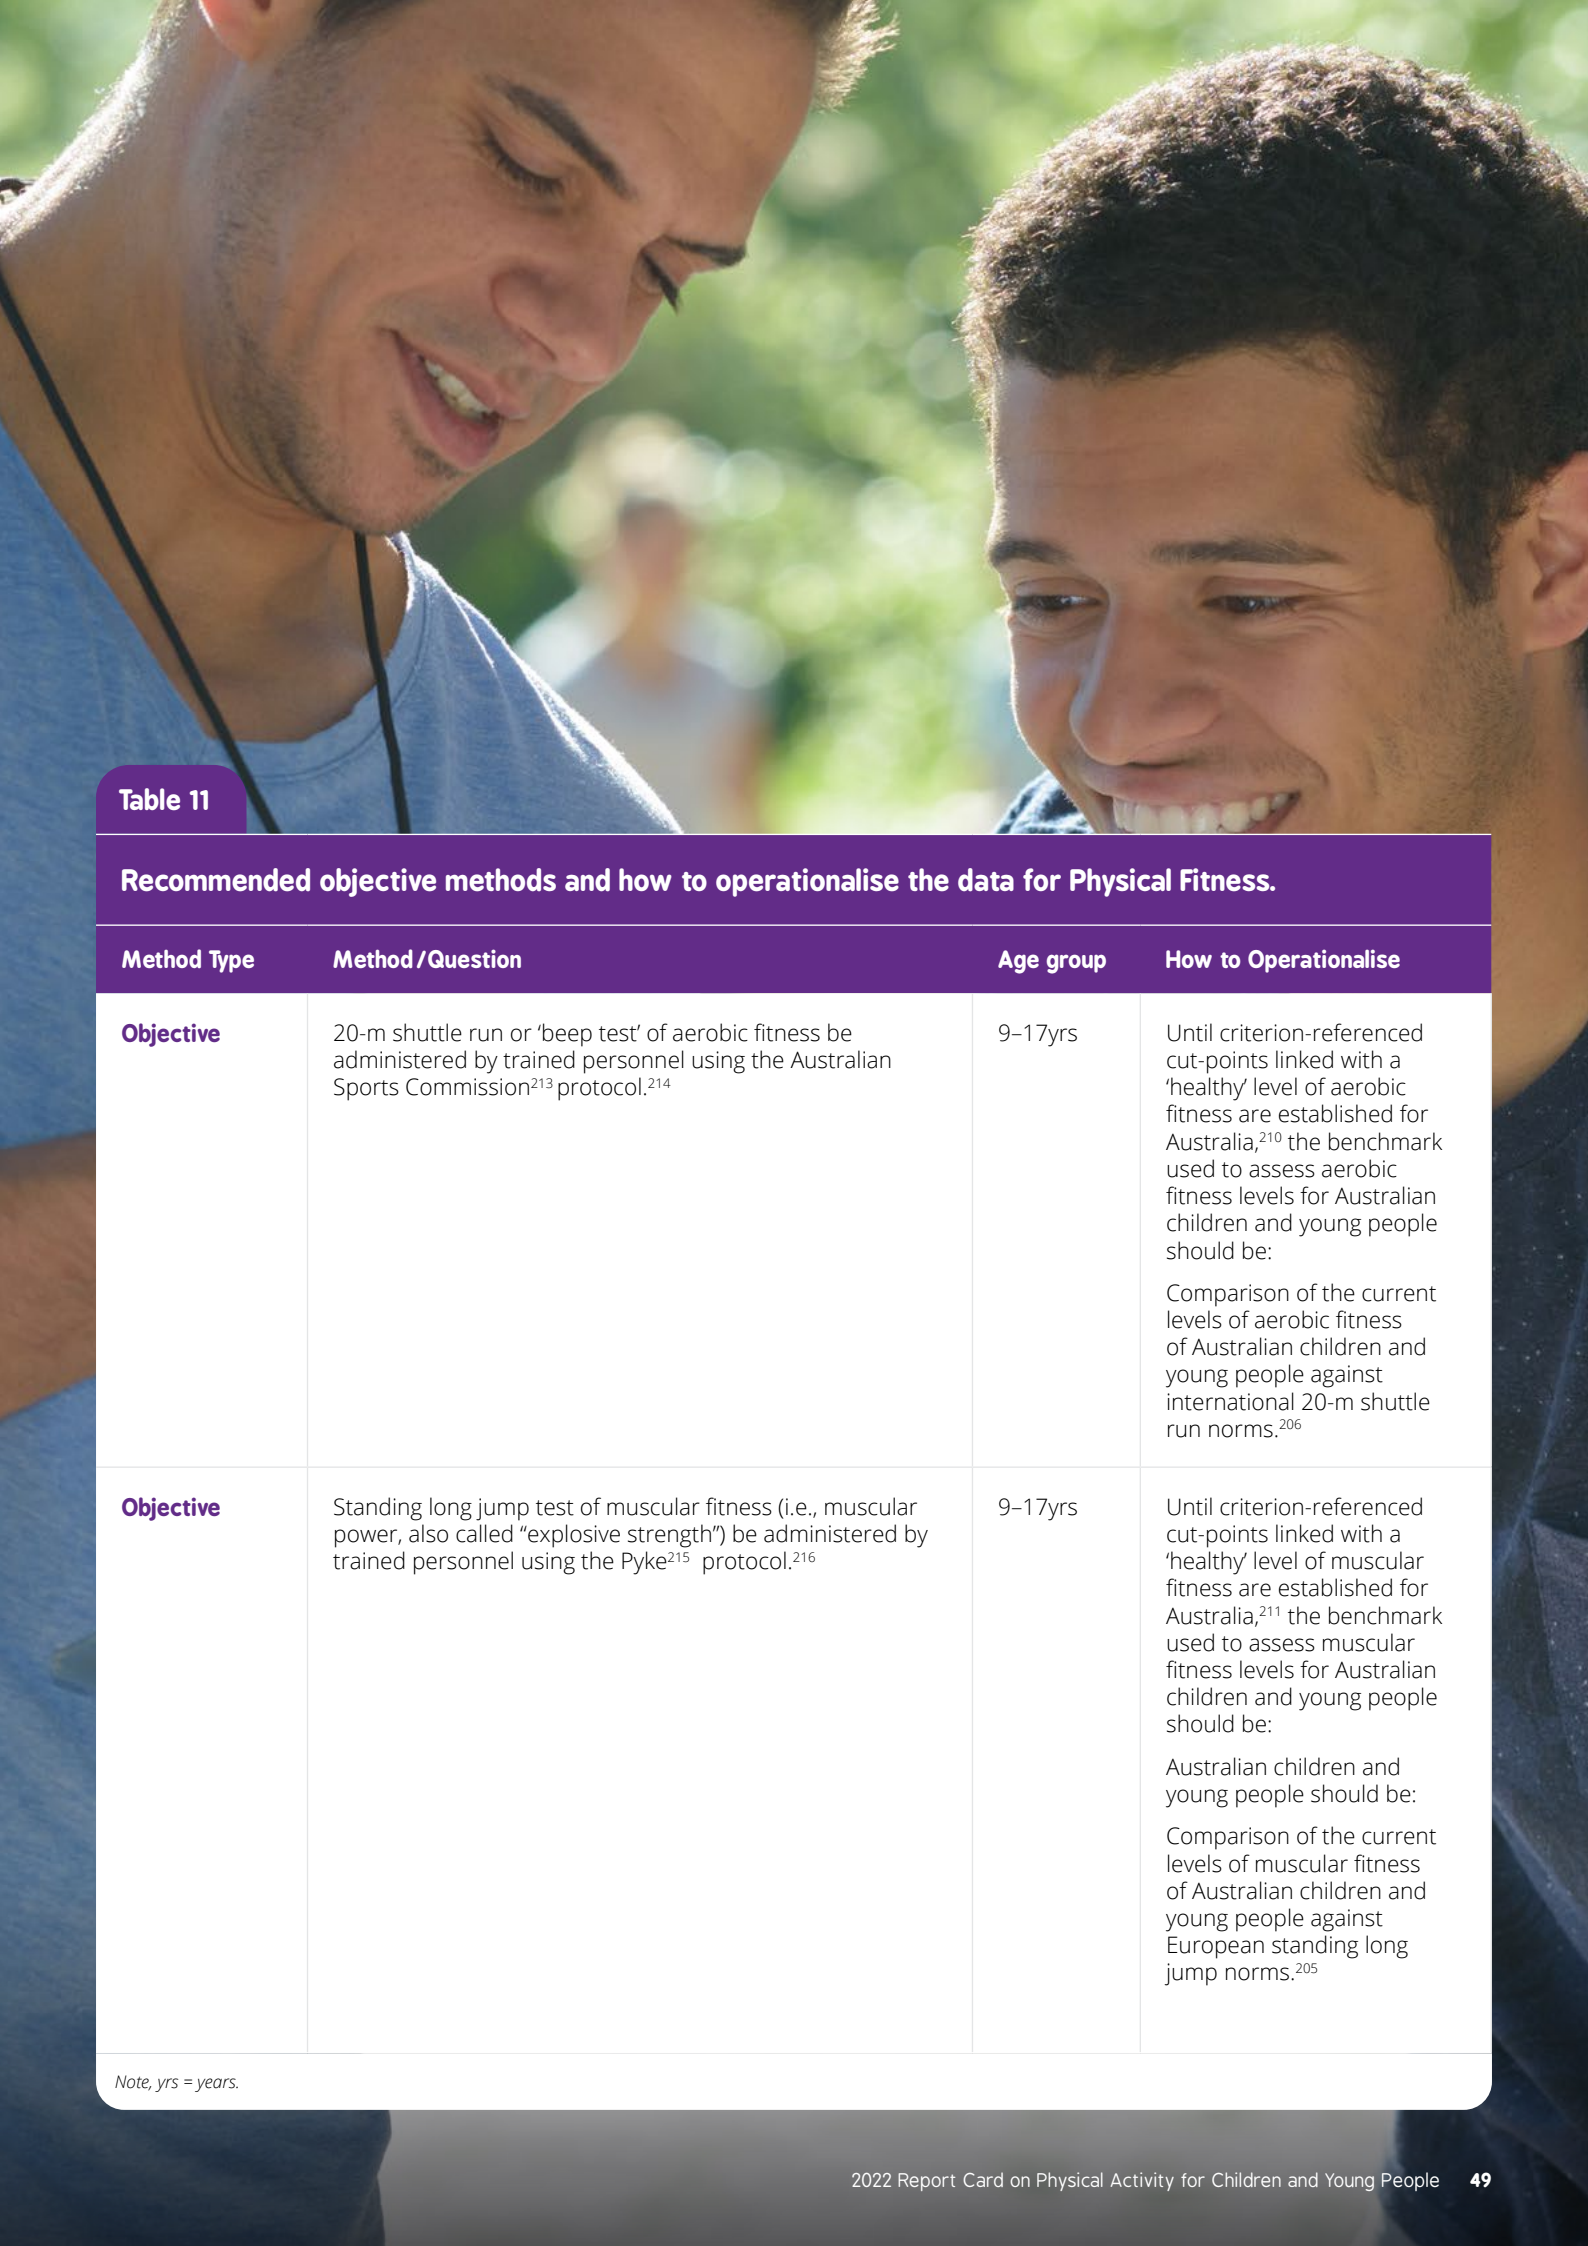 Table 11
Recommended objective methods and how to operationalise the data for Physical Fitness.
Method Type
Method/Question
Age group
How to Operationalise
Objective
20-m shuttle run or ‘beep test’ of aerobic fitness be
administered by trained personnel using the Australian
Sports Commission213 protocol.214
9–17yrs
Until criterion-referenced
cut-points linked with a
‘healthy’ level of aerobic
fitness are established for
Australia,210 the benchmark
used to assess aerobic
fitness levels for Australian
children and young people
should be:
Comparison of the current
levels of aerobic fitness
of Australian children and
young people against
international 20-m shuttle
run norms.206
Objective
Standing long jump test of muscular fitness (i.e., muscular
power, also called “explosive strength”) be administered by
trained personnel using the Pyke215 protocol.216
9–17yrs
Until criterion-referenced
cut-points linked with a
‘healthy’ level of muscular
fitness are established for
Australia,211 the benchmark
used to assess muscular
fitness levels for Australian
children and young people
should be:
Australian children and
young people should be:
Comparison of the current
levels of muscular fitness
of Australian children and
young people against
European standing long
jump norms.205
Note, yrs = years.
2022 Report Card on Physical Activity for Children and Young People 49